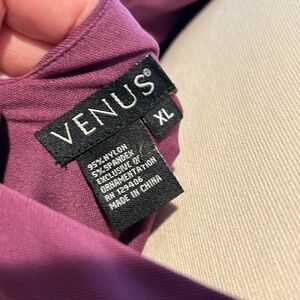 VENUS®
XL
95% NYLON
5% SPANDEX
EXCLUSIVE OF
ORNAMENTATION
RN 129406
MADE IN CHINA